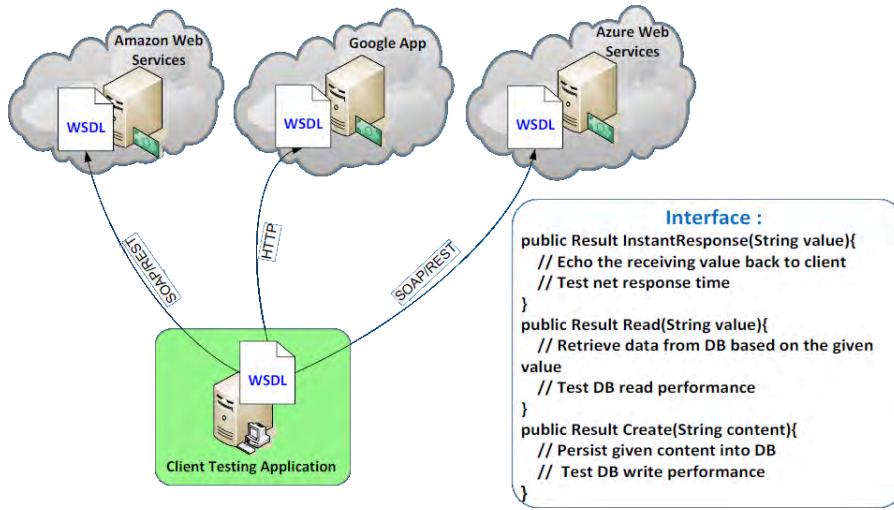 Amazon Web
Services
WSDL
Google App
WSDL
Azure Web
Services
WSDL
SOAP/REST
HTTP
SOAP/REST
WSDL
Client Testing Application
Interface :
public Result InstantResponse(String value){
// Echo the receiving value back to client
// Test net response time
}
public Result Read(String value){
// Retrieve data from DB based on the given
value
// Test DB read performance
}
public Result Create(String content){
// Persist given content into DB
// Test DB write performance
}